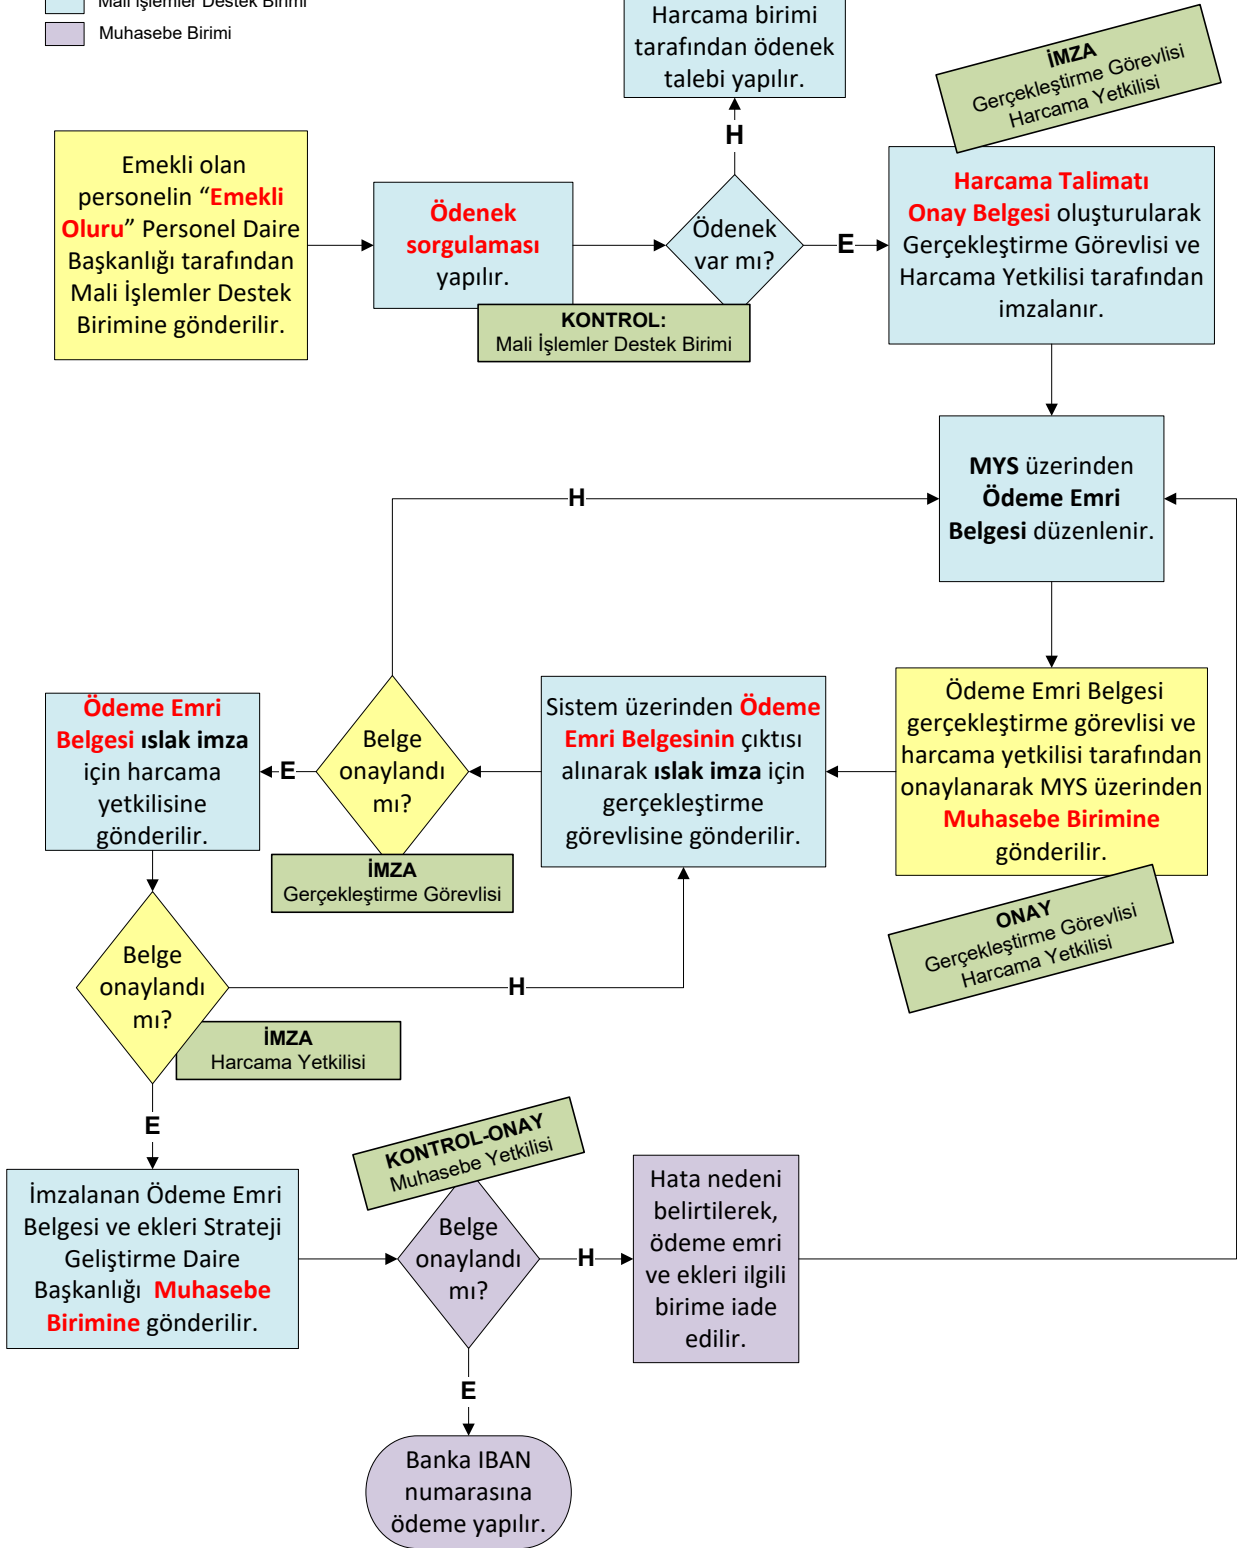 Mali İşlemler Destek Birimi
Muhasebe Birimi
Harcama birimi
tarafından ödenek
talebi yapılır.
İMZA
Gerçekleştirme Görevlisi
Harcama Yetkilisi
H
Emekli olan
personelin “Emekli
Oluru” Personel Daire
Başkanlığı tarafından
Mali İşlemler Destek
Birimine gönderilir.
Ödenek
sorgulaması
yapılır.
Ödenek
var mı?
E
Harcama Talimatı
Onay Belgesi oluşturularak
Gerçekleştirme Görevlisi ve
Harcama Yetkilisi tarafından
imzalanır.
KONTROL:
Mali İşlemler Destek Birimi
MYS üzerinden
Ödeme Emri
Belgesi düzenlenir.
H
Ödeme Emri
Belgesi ıslak imza
için harcama
yetkilisine
gönderilir.
E
Belge
onaylandı
mı?
Sistem üzerinden Ödeme
Emri Belgesinin çıktısı
alınarak ıslak imza için
gerçekleştirme
görevlisine gönderilir.
Ödeme Emri Belgesi
gerçekleştirme görevlisi ve
harcama yetkilisi tarafından
onaylanarak MYS üzerinden
Muhasebe Birimine
gönderilir.
İMZA
Gerçekleştirme Görevlisi
ONAY
Gerçekleştirme Görevlisi
Harcama Yetkilisi
Belge
onaylandı
mı?
H
İMZA
Harcama Yetkilisi
E
KONTROL-ONAY
Muhasebe Yetkilisi
İmzalanan Ödeme Emri
Belgesi ve ekleri Strateji
Geliştirme Daire
Başkanlığı Muhasebe
Birimine gönderilir.
Belge
onaylandı
mı?
H
Hata nedeni
belirtilerek,
ödeme emri
ve ekleri ilgili
birime iade
edilir.
E
Banka IBAN
numarasına
ödeme yapılır.